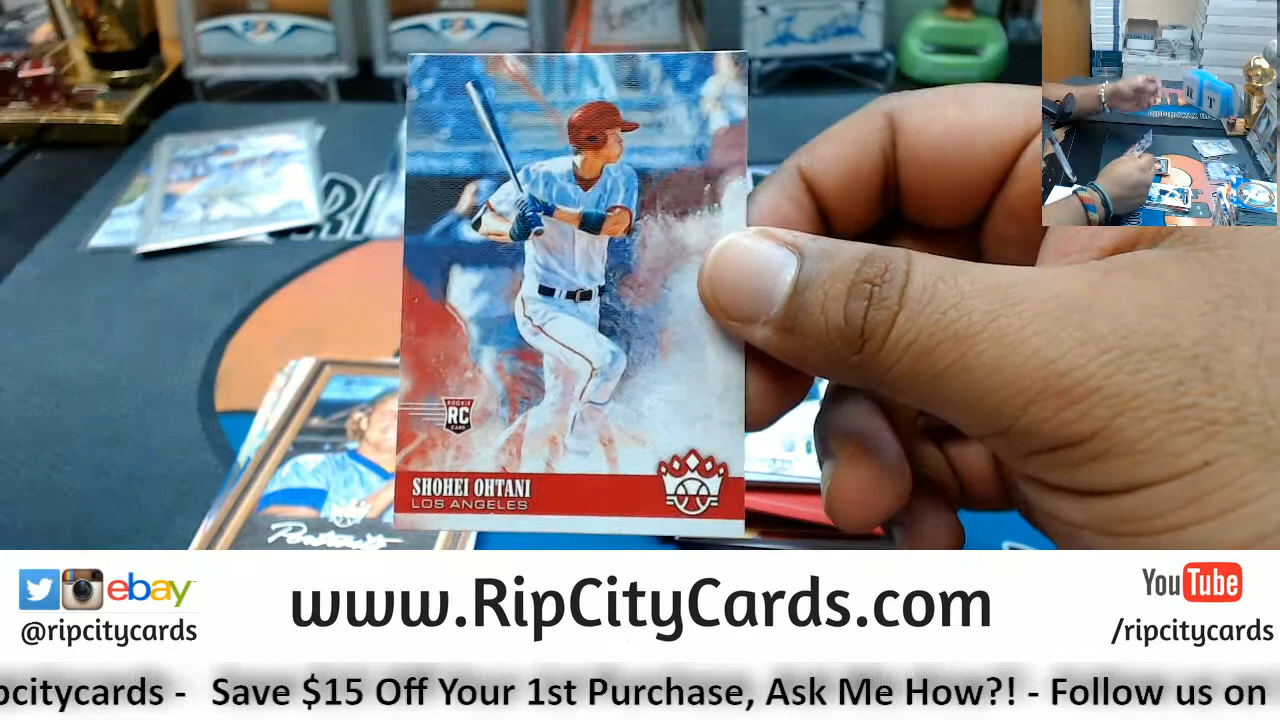 ROOKIE
RC
CARD
SHOHEI OHTANI
LOS ANGELES
Portraits
R T
ebay
@ripcitycards
www.RipCityCards.com
YouTube
/ripcitycards
pcitycards - Save $15 Off Your 1st Purchase, Ask Me How?! - Follow us on